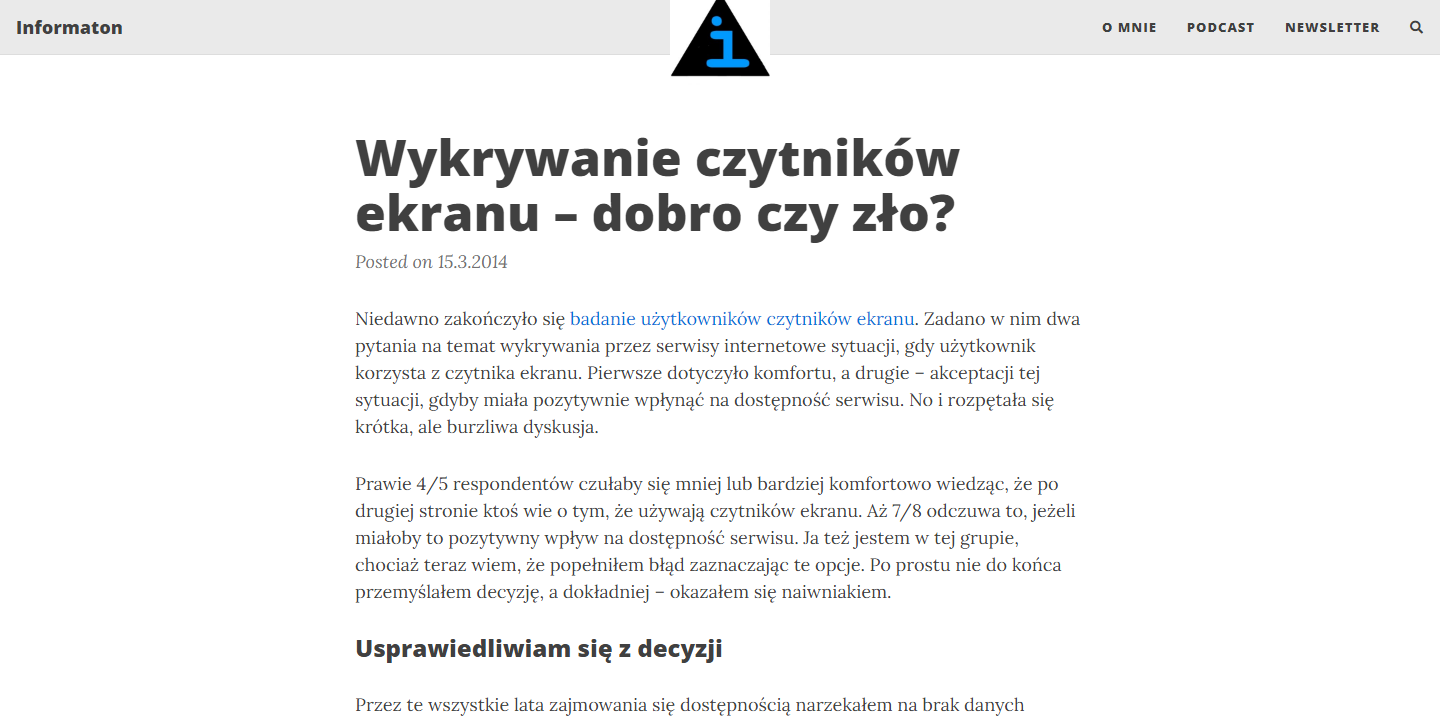 Informaton
i
O MNIE
PODCAST
NEWSLETTER
Wykrywanie czytników
ekranu – dobro czy zło?
Posted on 15.3.2014
Niedawno zakończyło się badanie użytkowników czytników ekranu. Zadano w nim dwa
pytania na temat wykrywania przez serwisy internetowe sytuacji, gdy użytkownik
korzysta z czytnika ekranu. Pierwsze dotyczyło komfortu, a drugie – akceptacji tej
sytuacji, gdyby miała pozytywnie wpłynąć na dostępność serwisu. No i rozpętała się
krótka, ale burzliwa dyskusja.
Prawie 4/5 respondentów czułaby się mniej lub bardziej komfortowo wiedząc, że po
drugiej stronie ktoś wie o tym, że używają czytników ekranu. Aż 7/8 odczuwa to, jeżeli
miałoby to pozytywny wpływ na dostępność serwisu. Ja też jestem w tej grupie,
chociaż teraz wiem, że popełniłem błąd zaznaczając te opcje. Po prostu nie do końca
przemyślałem decyzję, a dokładniej – okazałem się naiwniakiem.
Usprawiedliwiam się z decyzji
Przez te wszystkie lata zajmowania się dostępnością narzekałem na brak danych